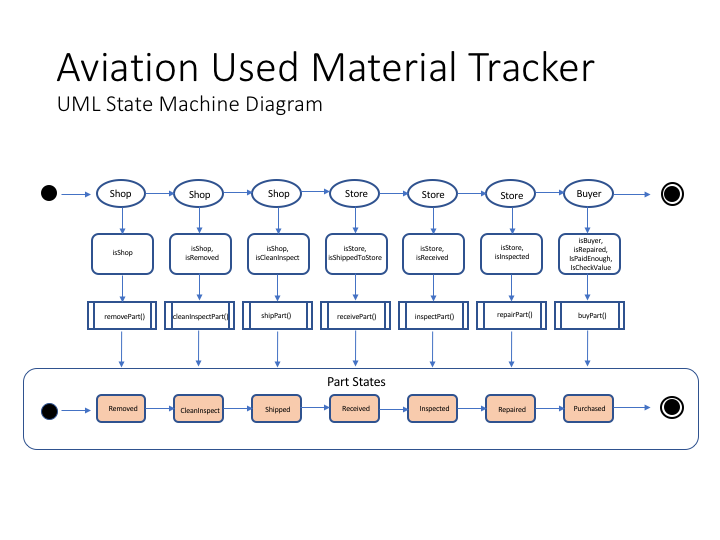 Aviation Used Material Tracker
UML State Machine Diagram
Shop
Shop
Shop
Store
Store
Store
Buyer
isShop
isShop,
isRemoved
isShop,
isCleanInspect
isStore,
isShippedToStore
isStore,
isReceived
isStore,
isInspected
isBuyer,
isRepaired,
IsPaidEnough,
IsCheckValue
removePart()
cleanInspectPart()
shipPart()
receivePart()
inspectPart()
repairPart()
buyPart()
Part States
Removed
CleanInspect
Shipped
Received
Inspected
Repaired
Purchased